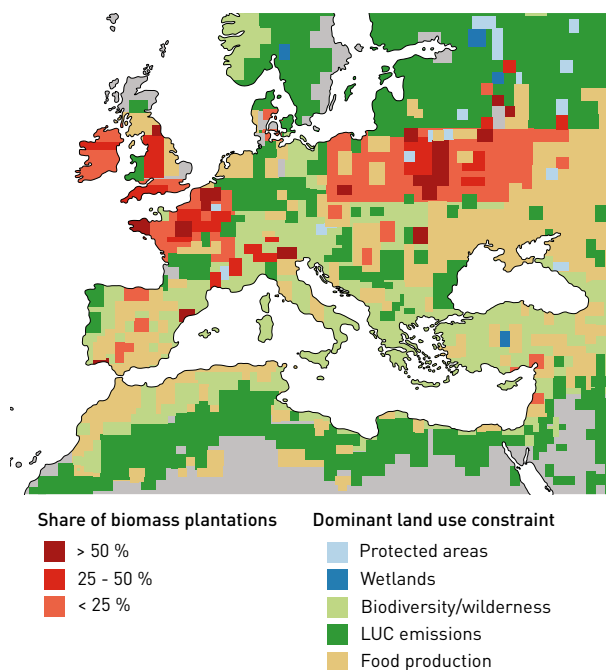 Share of biomass plantations
> 50 %
25 - 50 %
< 25 %
Dominant land use constraint
Protected areas
Wetlands
Biodiversity/wilderness
LUC emissions
Food production